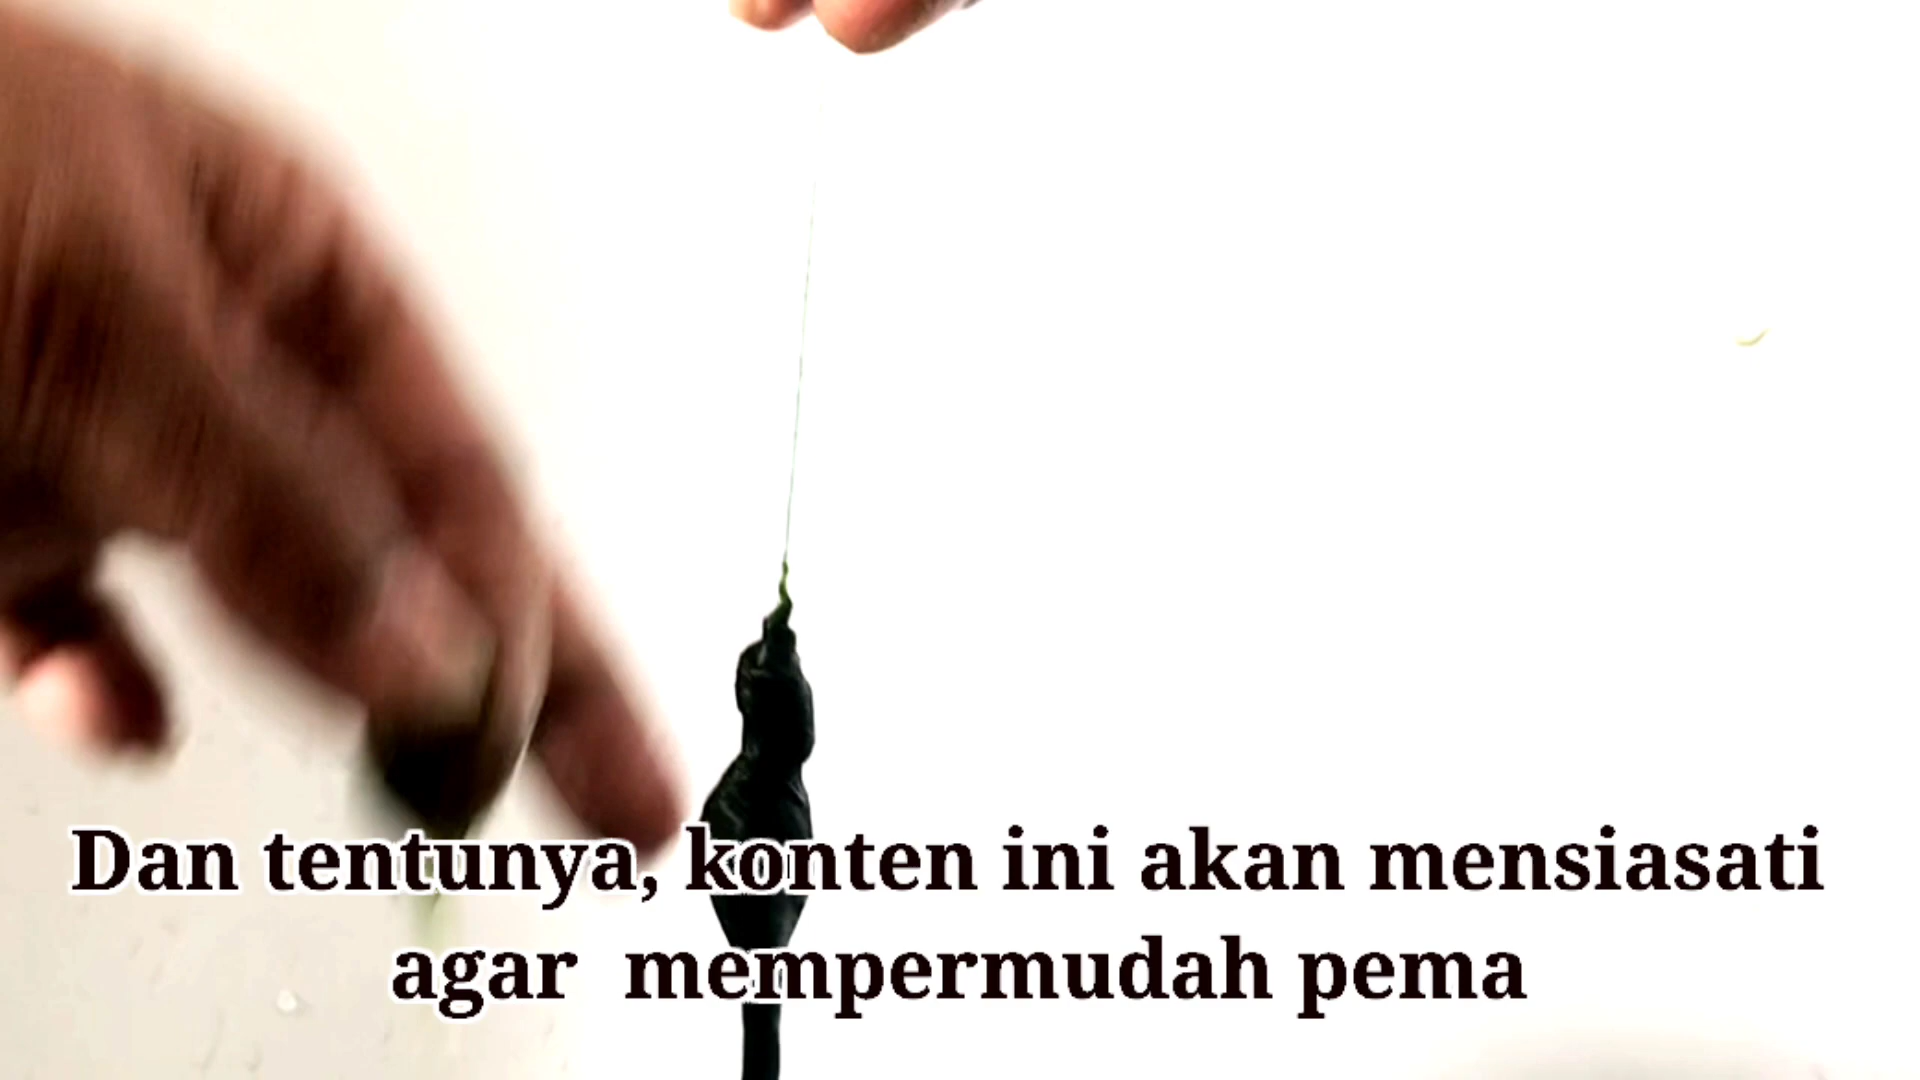 Dan tentunya, konten ini akan mensiasati
agar  mempermudah pema